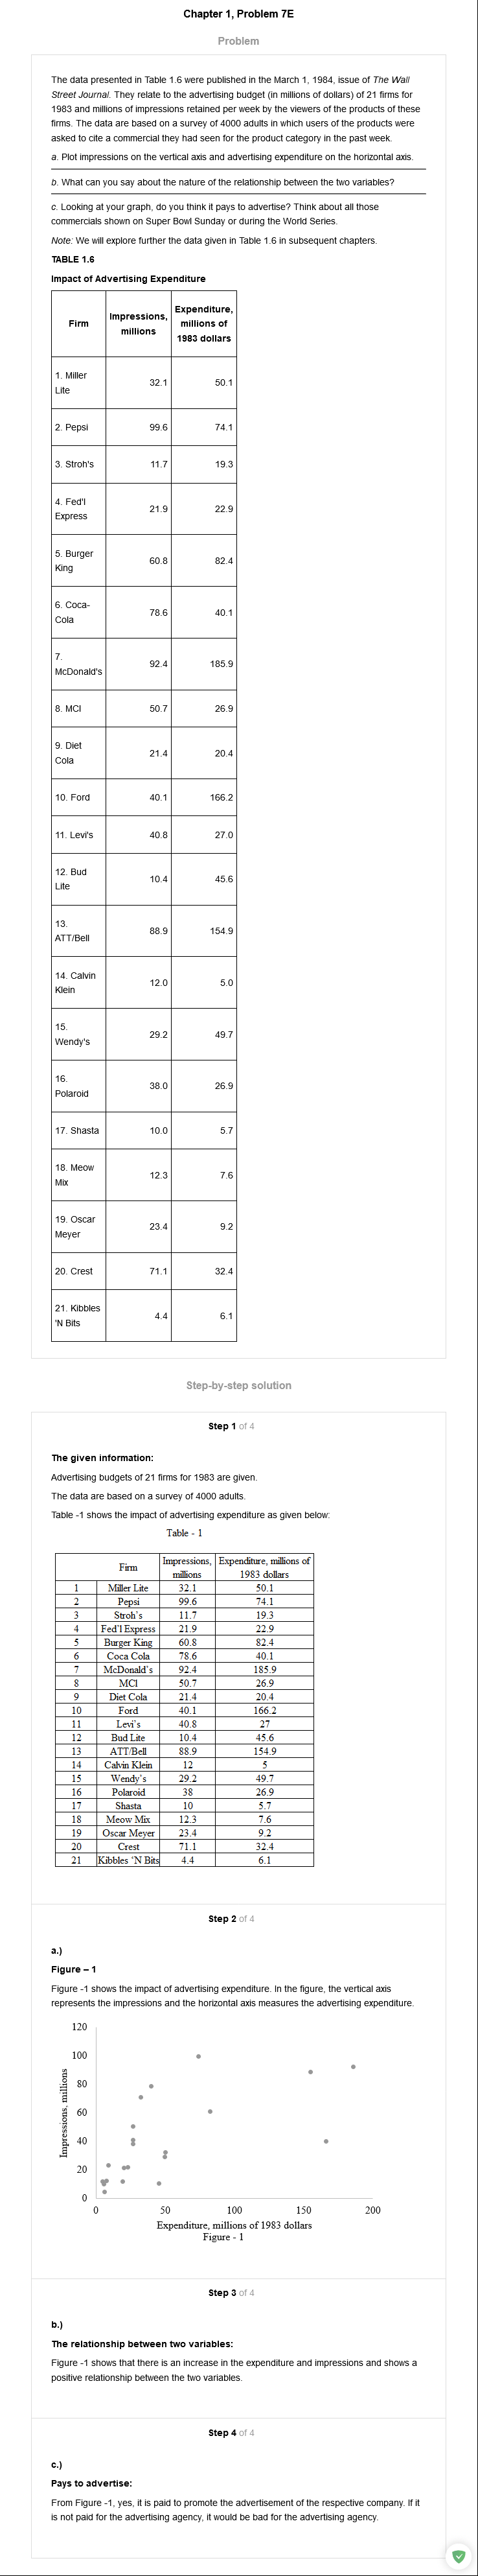 Chapter 1, Problem 7E
Problem
The data presented in Table 1.6 were published in the March 1, 1984, issue of The Wall
Street Journal. They relate to the advertising budget (in millions of dollars) of 21 firms for
1983 and millions of impressions retained per week by the viewers of the products of these
firms. The data are based on a survey of 4000 adults in which users of the products were
asked to cite a commercial they had seen for the product category in the past week.
a. Plot impressions on the vertical axis and advertising expenditure on the horizontal axis.
b. What can you say about the nature of the relationship between the two variables?
c. Looking at your graph, do you think it pays to advertise? Think about all those
commercials shown on Super Bowl Sunday or during the World Series.
Note: We will explore further the data given in Table 1.6 in subsequent chapters.
TABLE 1.6
Impact of Advertising Expenditure
Firm Impressions, millions Expenditure, millions of 1983 dollars
1. Miller Lite 32.1 50.1
2. Pepsi 99.6 74.1
3. Stroh's 11.7 19.3
4. Fed'l Express 21.9 22.9
5. Burger King 60.8 82.4
6. Coca-Cola 78.6 40.1
7. McDonald's 92.4 185.9
8. MCI 50.7 26.9
9. Diet Cola 21.4 20.4
10. Ford 40.1 166.2
11. Levi's 40.8 27.0
12. Bud Lite 10.4 45.6
13. ATT/Bell 88.9 154.9
14. Calvin Klein 12.0 5.0
15. Wendy's 29.2 49.7
16. Polaroid 38.0 26.9
17. Shasta 10.0 5.7
18. Meow Mix 12.3 7.6
19. Oscar Meyer 23.4 9.2
20. Crest 71.1 32.4
21. Kibbles 'N Bits 4.4 6.1
Step-by-step solution
Step 1 of 4
The given information:
Advertising budgets of 21 firms for 1983 are given.
The data are based on a survey of 4000 adults.
Table -1 shows the impact of advertising expenditure as given below:
Table - 1
Firm Impressions, millions Expenditure, millions of 1983 dollars
1 Miller Lite 32.1 50.1
2 Pepsi 99.6 74.1
3 Stroh's 11.7 19.3
4 Fed'l Express 21.9 22.9
5 Burger King 60.8 82.4
6 Coca Cola 78.6 40.1
7 McDonald's 92.4 185.9
8 MCI 50.7 26.9
9 Diet Cola 21.4 20.4
10 Ford 40.1 166.2
11 Levi's 40.8 27
12 Bud Lite 10.4 45.6
13 ATT/Bell 88.9 154.9
14 Calvin Klein 12 5
15 Wendy's 29.2 49.7
16 Polaroid 38 26.9
17 Shasta 10 5.7
18 Meow Mix 12.3 7.6
19 Oscar Meyer 23.4 9.2
20 Crest 71.1 32.4
21 Kibbles 'N Bits 4.4 6.1
Step 2 of 4
a.)
Figure – 1
Figure -1 shows the impact of advertising expenditure. In the figure, the vertical axis
represents the impressions and the horizontal axis measures the advertising expenditure.
120
100
80
60
40
20
0
Impressions, millions
0 50 100 150 200
Expenditure, millions of 1983 dollars
Figure - 1
Step 3 of 4
b.)
The relationship between two variables:
Figure -1 shows that there is an increase in the expenditure and impressions and shows a
positive relationship between the two variables.
Step 4 of 4
c.)
Pays to advertise:
From Figure -1, yes, it is paid to promote the advertisement of the respective company. If it
is not paid for the advertising agency, it would be bad for the advertising agency.